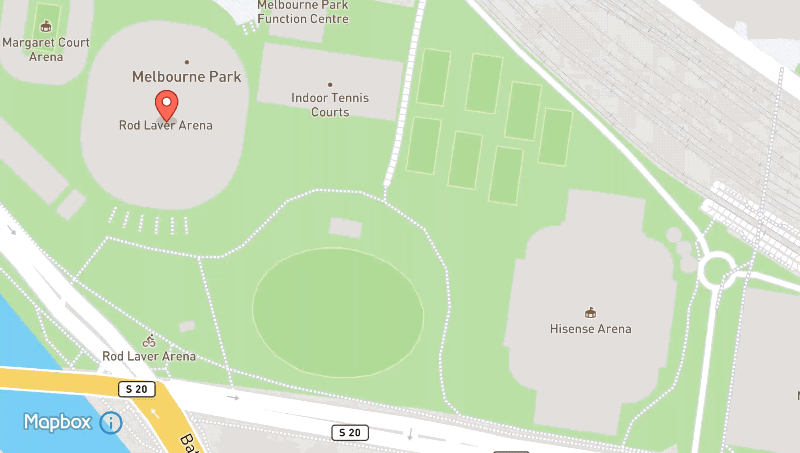 Melbourne Park
Function Centre
Margaret Court
Arena
Melbourne Park
Indoor Tennis
Courts
Rod Laver Arena
Hisense Arena
Rod Laver Arena
S 20
Mapbox
S 20